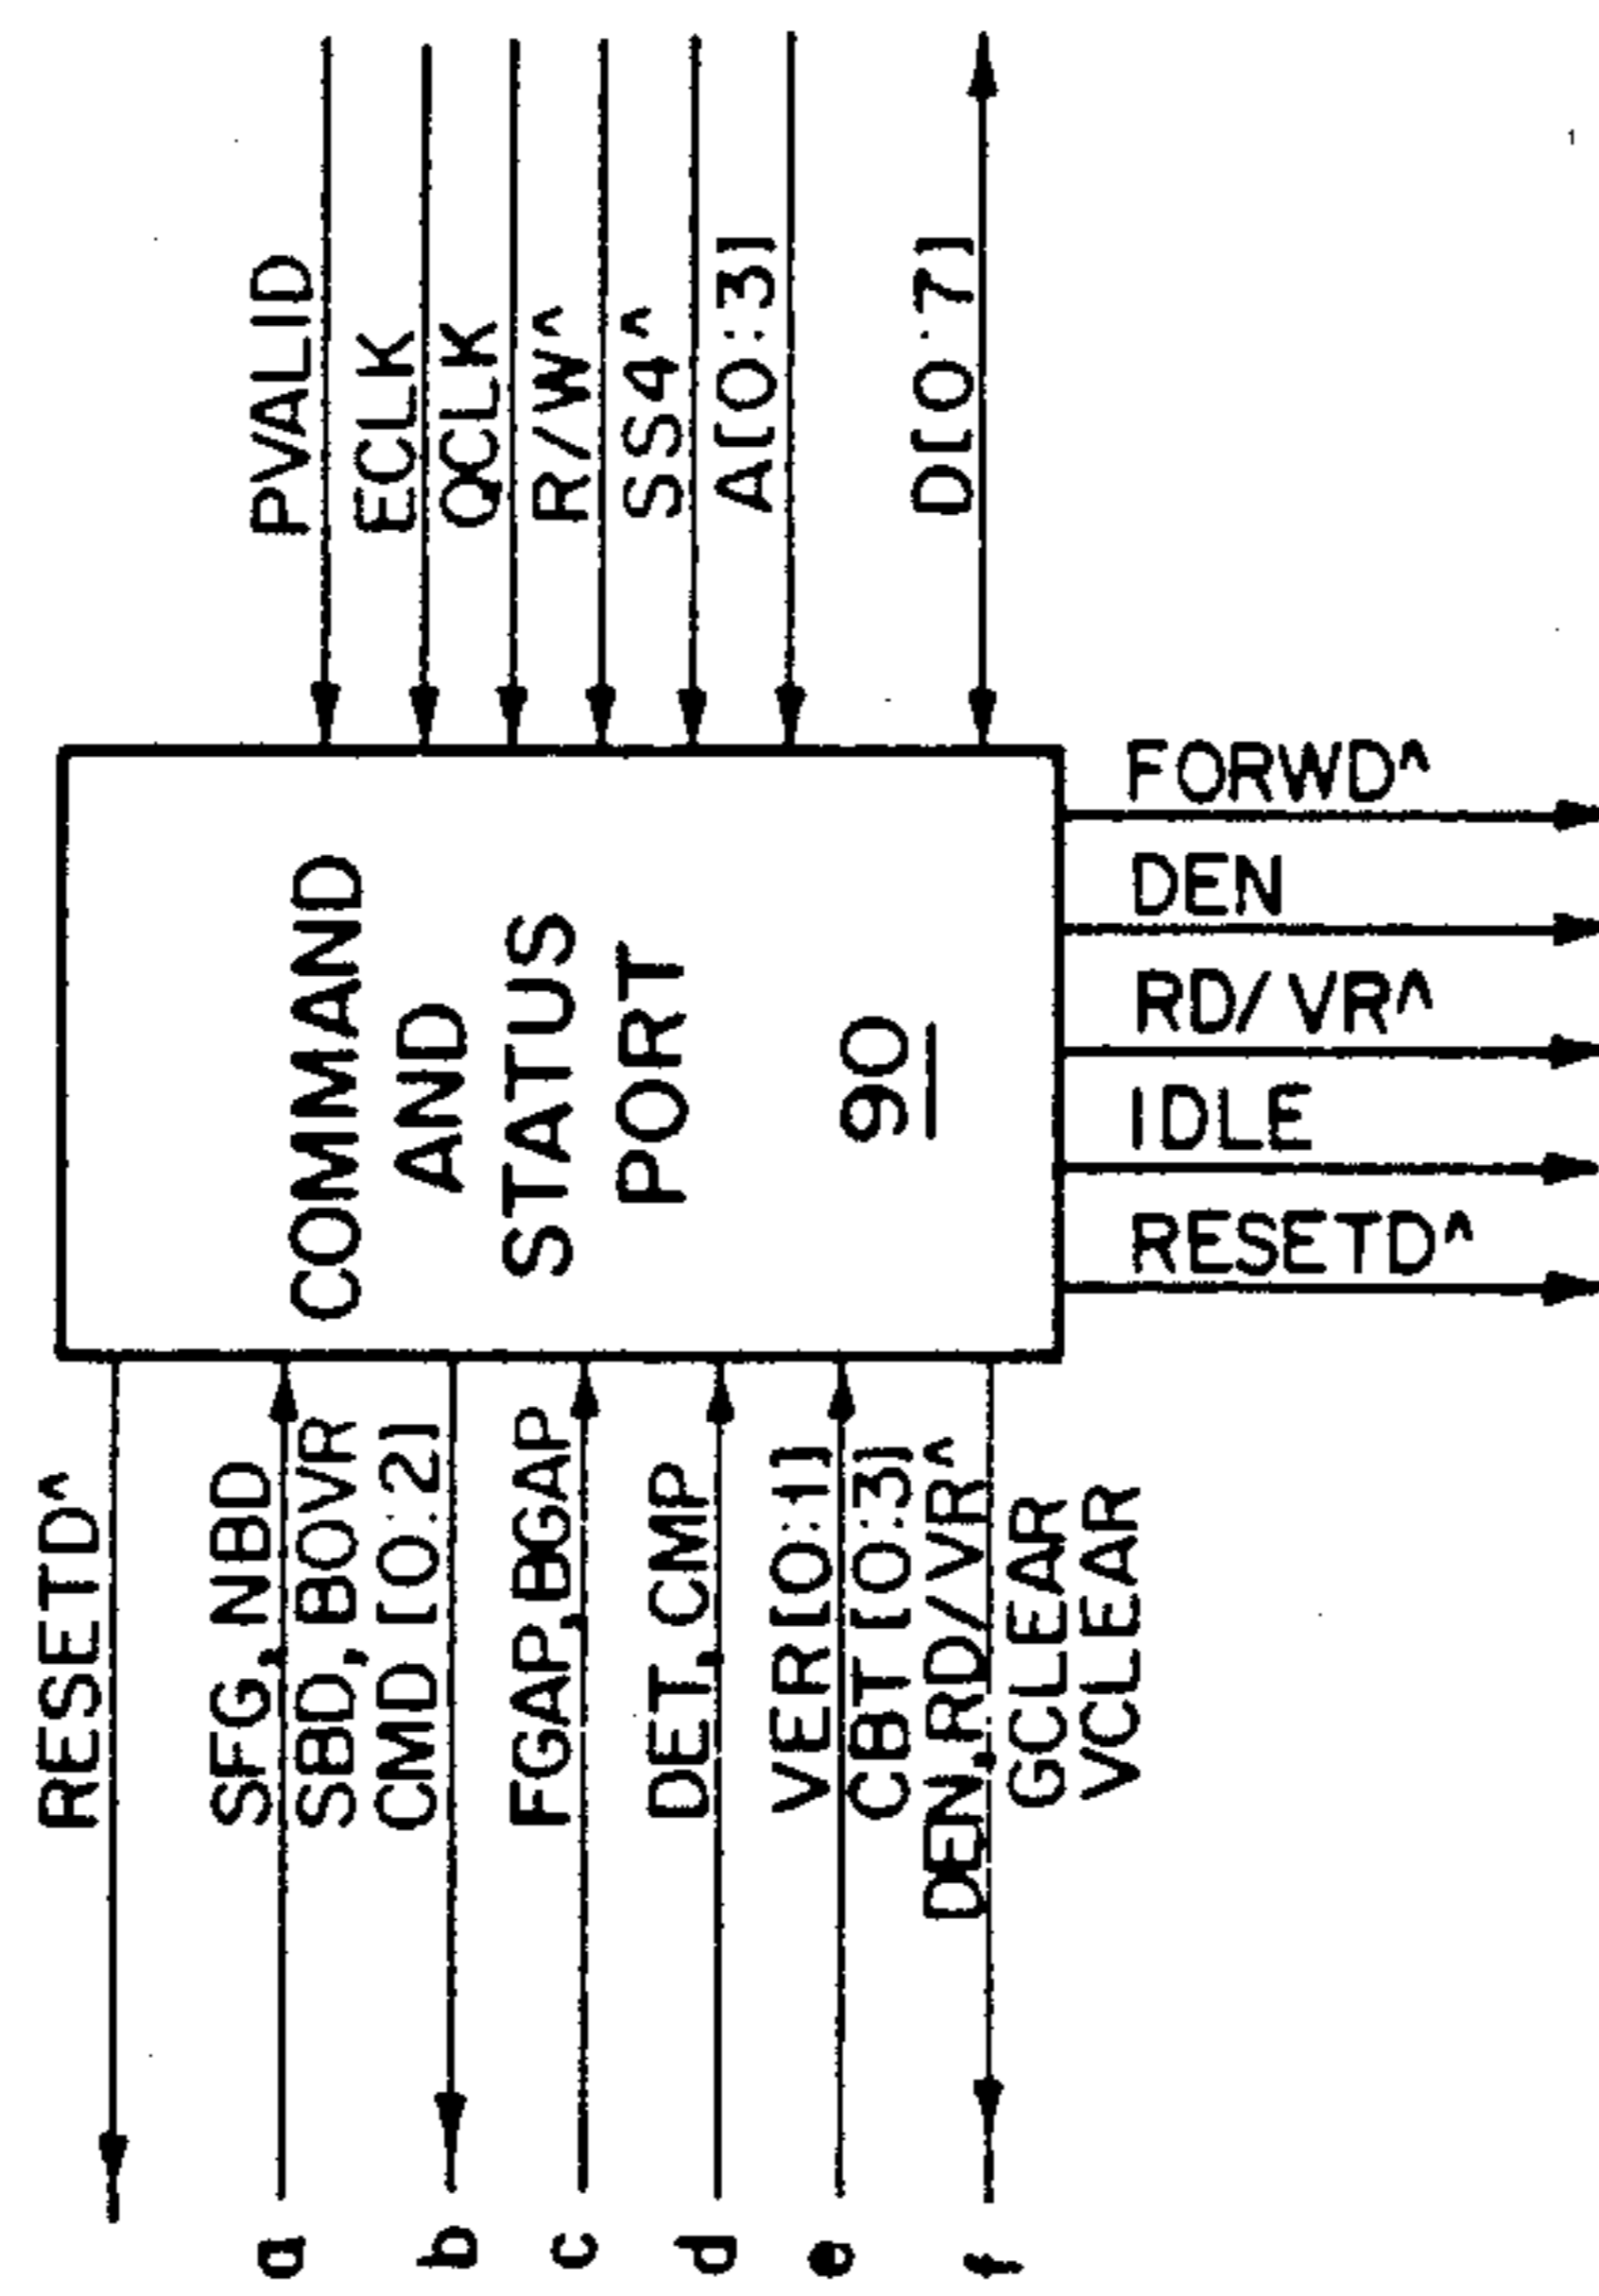 PVALID
ECLK
QCLK
R/W^
SS4^
A[0:3]
D[0:7]
COMMAND
AND
STATUS
PORT
90
FORWD^
DEN
RD/VR^
IDLE
RESETD^
RESETD^
SFG, NBD
SBD, BOVR
CMD [0:2]
FGAP, BGAP
DET, CMP
VER[0:1]
CBT [0:3]
DEN, RD/VR^
GCLEAR
VCLEAR
a
b
c
d
e
f